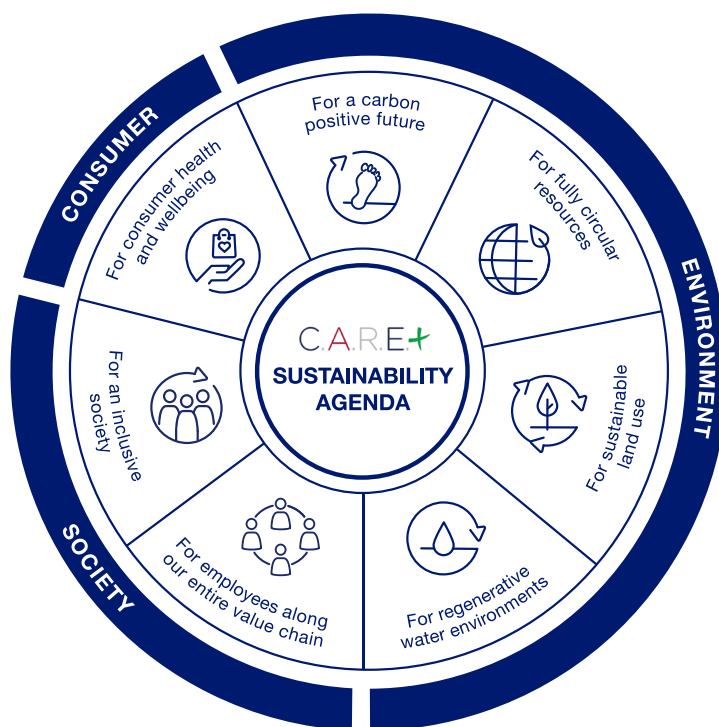 CONSUMER
ENVIRONMENT
SOCIETY
For a carbon
positive future
For fully circular
resources
For sustainable
land use
For regenerative
water environments
For employees along
our entire value chain
For an inclusive
society
For consumer health
and wellbeing
C.A.R.E.+
SUSTAINABILITY
AGENDA